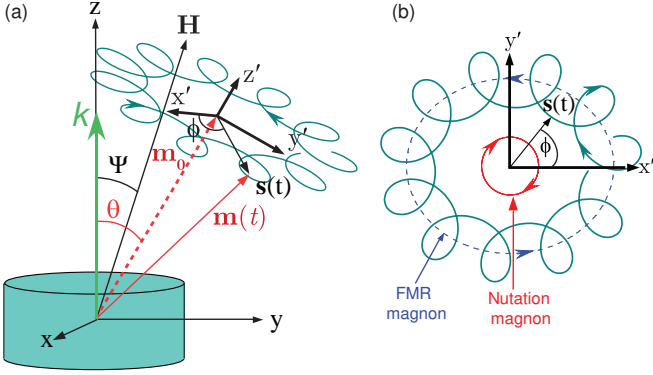 (a)
z
H
k
x′
z′
ϕ
y′
m₀
s(t)
Ψ
θ
m(t)
x
y
(b)
y′
s(t)
ϕ
x′
FMR
magnon
Nutation
magnon